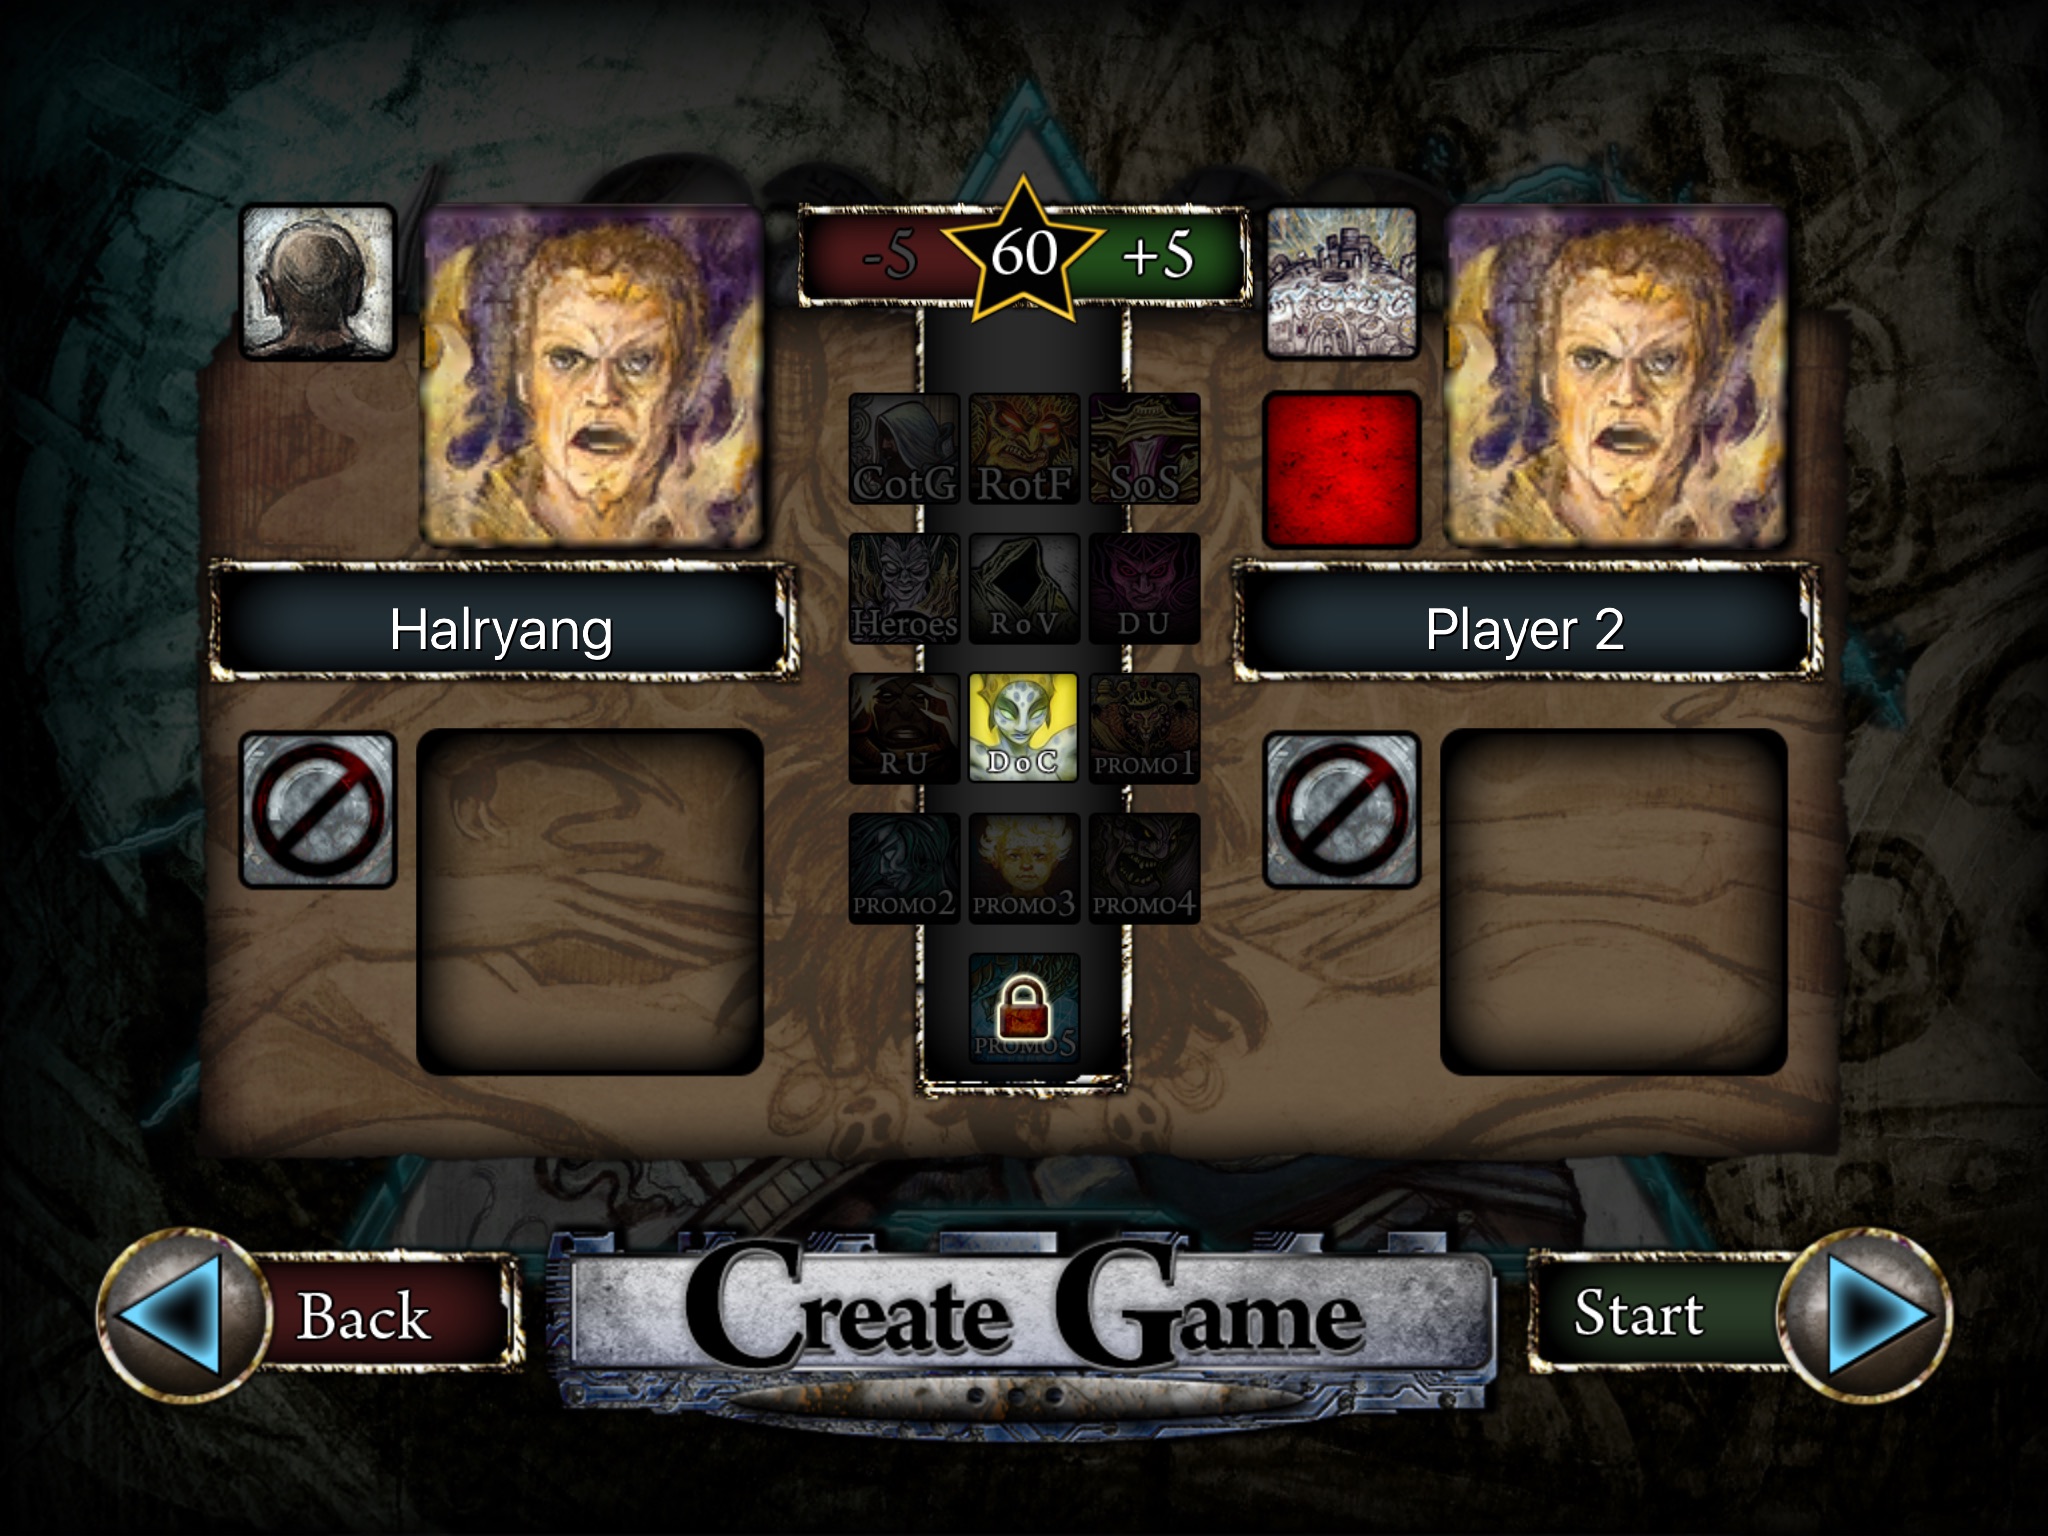 -5 60 +5
CotG RotF SoS
Heroes RoV DU
Halryang
Player 2
RU DoC PROMO1
PROMO2 PROMO3 PROMO4
PROMO5
Back
Create Game
Start